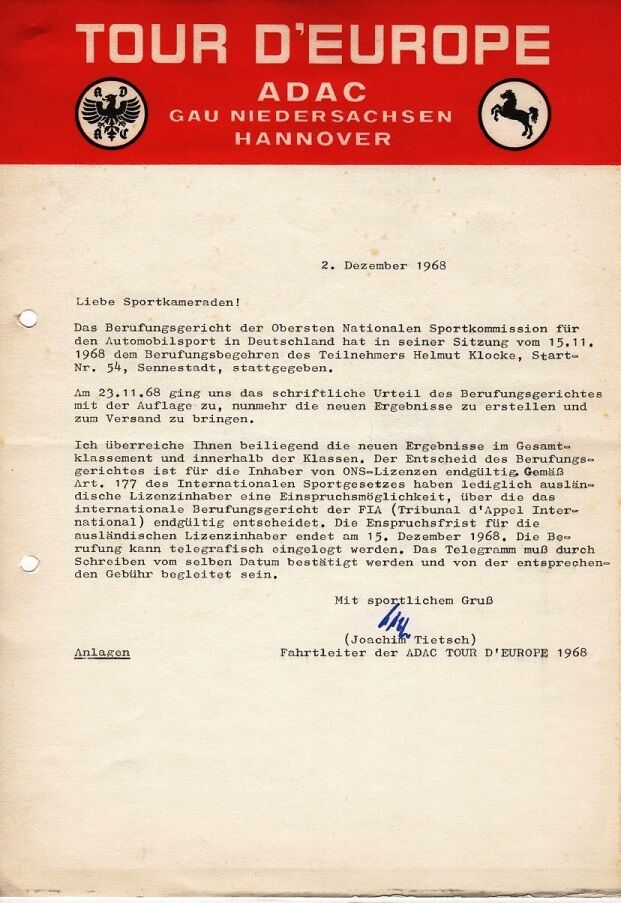 TOUR D'EUROPE
ADAC
GAU NIEDERSACHSEN
HANNOVER
A D
A C
2. Dezember 1968
Liebe Sportkameraden!
Das Berufungsgericht der Obersten Nationalen Sportkommission für
den Automobilsport in Deutschland hat in seiner Sitzung vom 15.11.
1968 dem Berufungsbegehren des Teilnehmers Helmut Klocke, Start-
Nr. 54, Sennestadt, stattgegeben.
Am 23.11.68 ging uns das schriftliche Urteil des Berufungsgerichtes
mit der Auflage zu, nunmehr die neuen Ergebnisse zu erstellen und
zum Versand zu bringen.
Ich überreiche Ihnen beiliegend die neuen Ergebnisse im Gesamt-
klassement und innerhalb der Klassen. Der Entscheid des Berufungs-
gerichtes ist für die Inhaber von ONS-Lizenzen endgültig. Gemäß
Art. 177 des Internationalen Sportgesetzes haben lediglich auslän-
dische Lizenzinhaber eine Einspruchsmöglichkeit, über die das
internationale Berufungsgericht der FIA (Tribunal d'Appel Inter-
national) endgültig entscheidet. Die Enspruchsfrist für die
ausländischen Lizenzinhaber endet am 15. Dezember 1968. Die Be-
rufung kann telegrafisch eingelegt werden. Das Telegramm muß durch
Schreiben vom selben Datum bestätigt werden und von der entsprechen-
den Gebühr begleitet sein.
Mit sportlichem Gruß
(Joachim Tietsch)
Anlagen Fahrtleiter der ADAC TOUR D'EUROPE 1968